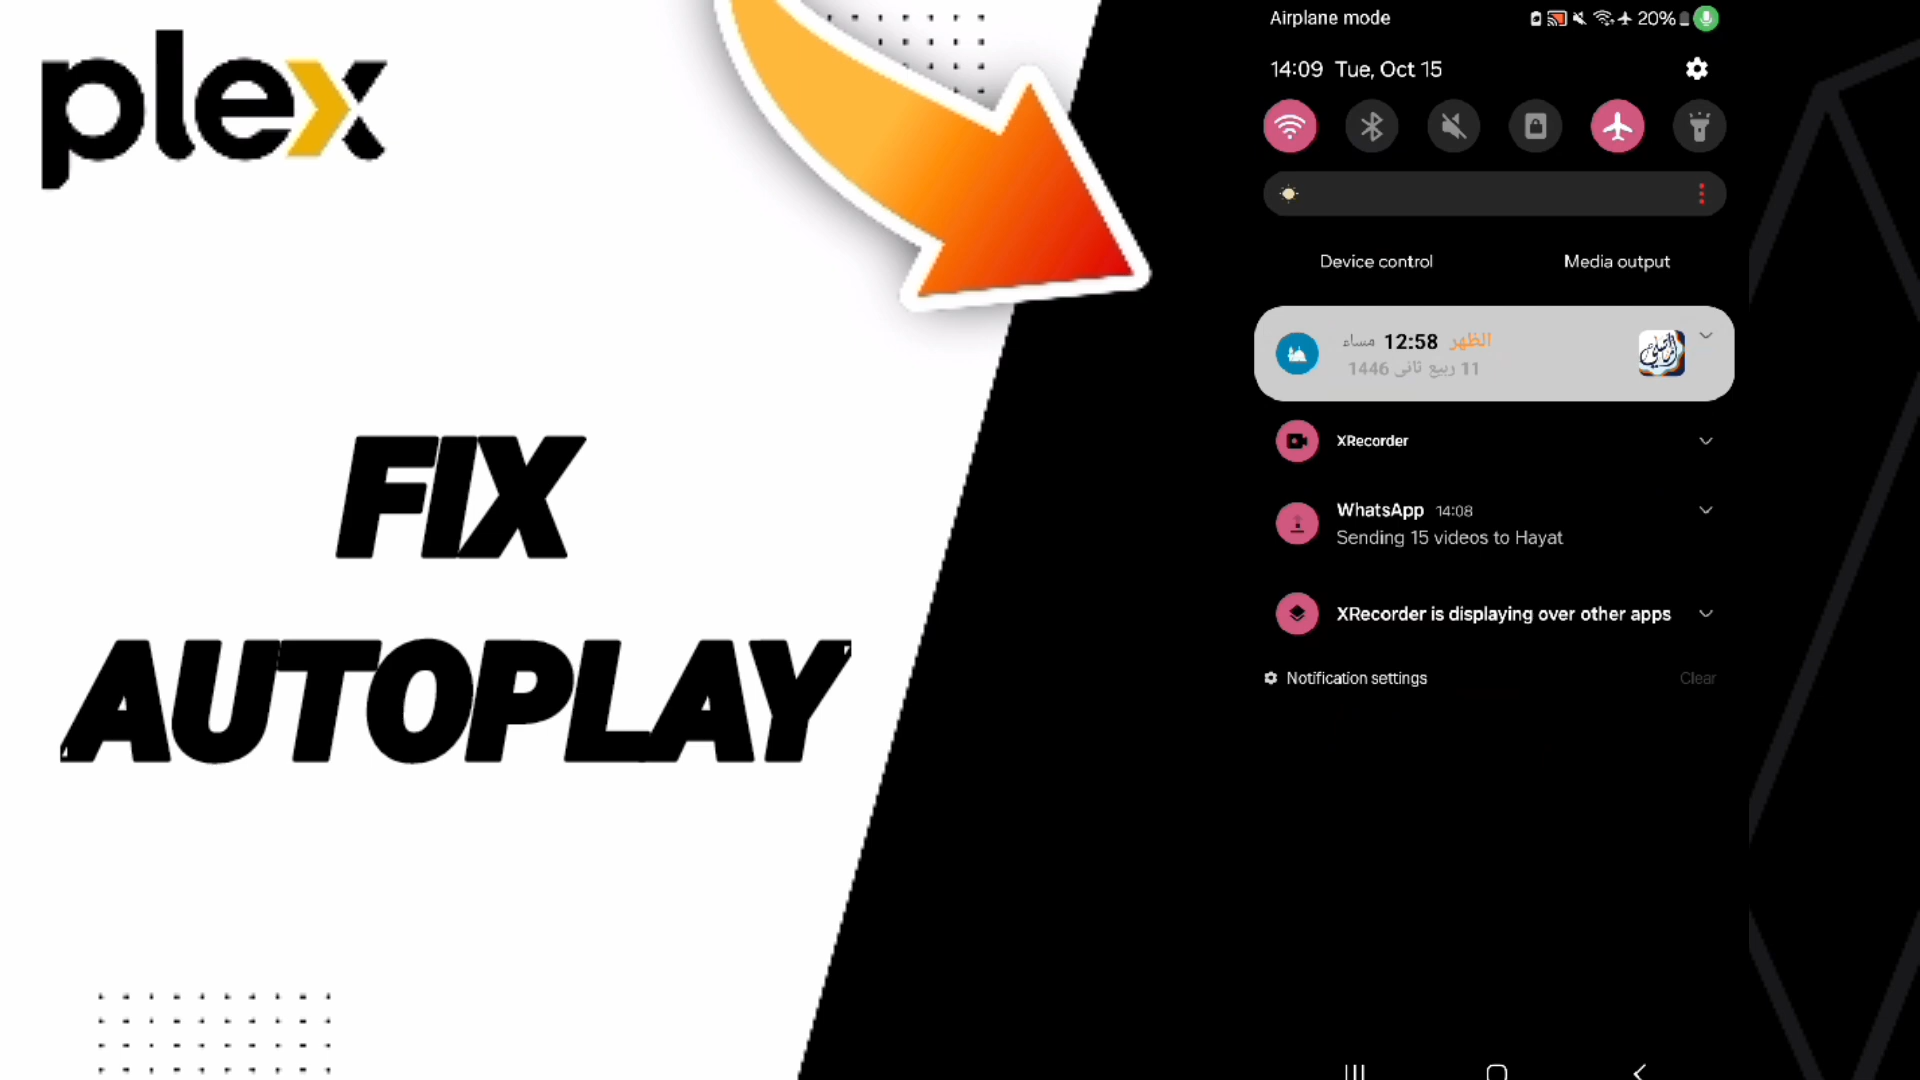 plex
FIX
AUTOPLAY
Airplane mode
20%
14:09 Tue, Oct 15
Device control
Media output
الظهر 12:58 مساء
11 ربيع ثاني 1446
XRecorder
WhatsApp 14:08
Sending 15 videos to Hayat
XRecorder is displaying over other apps
Notification settings
Clear